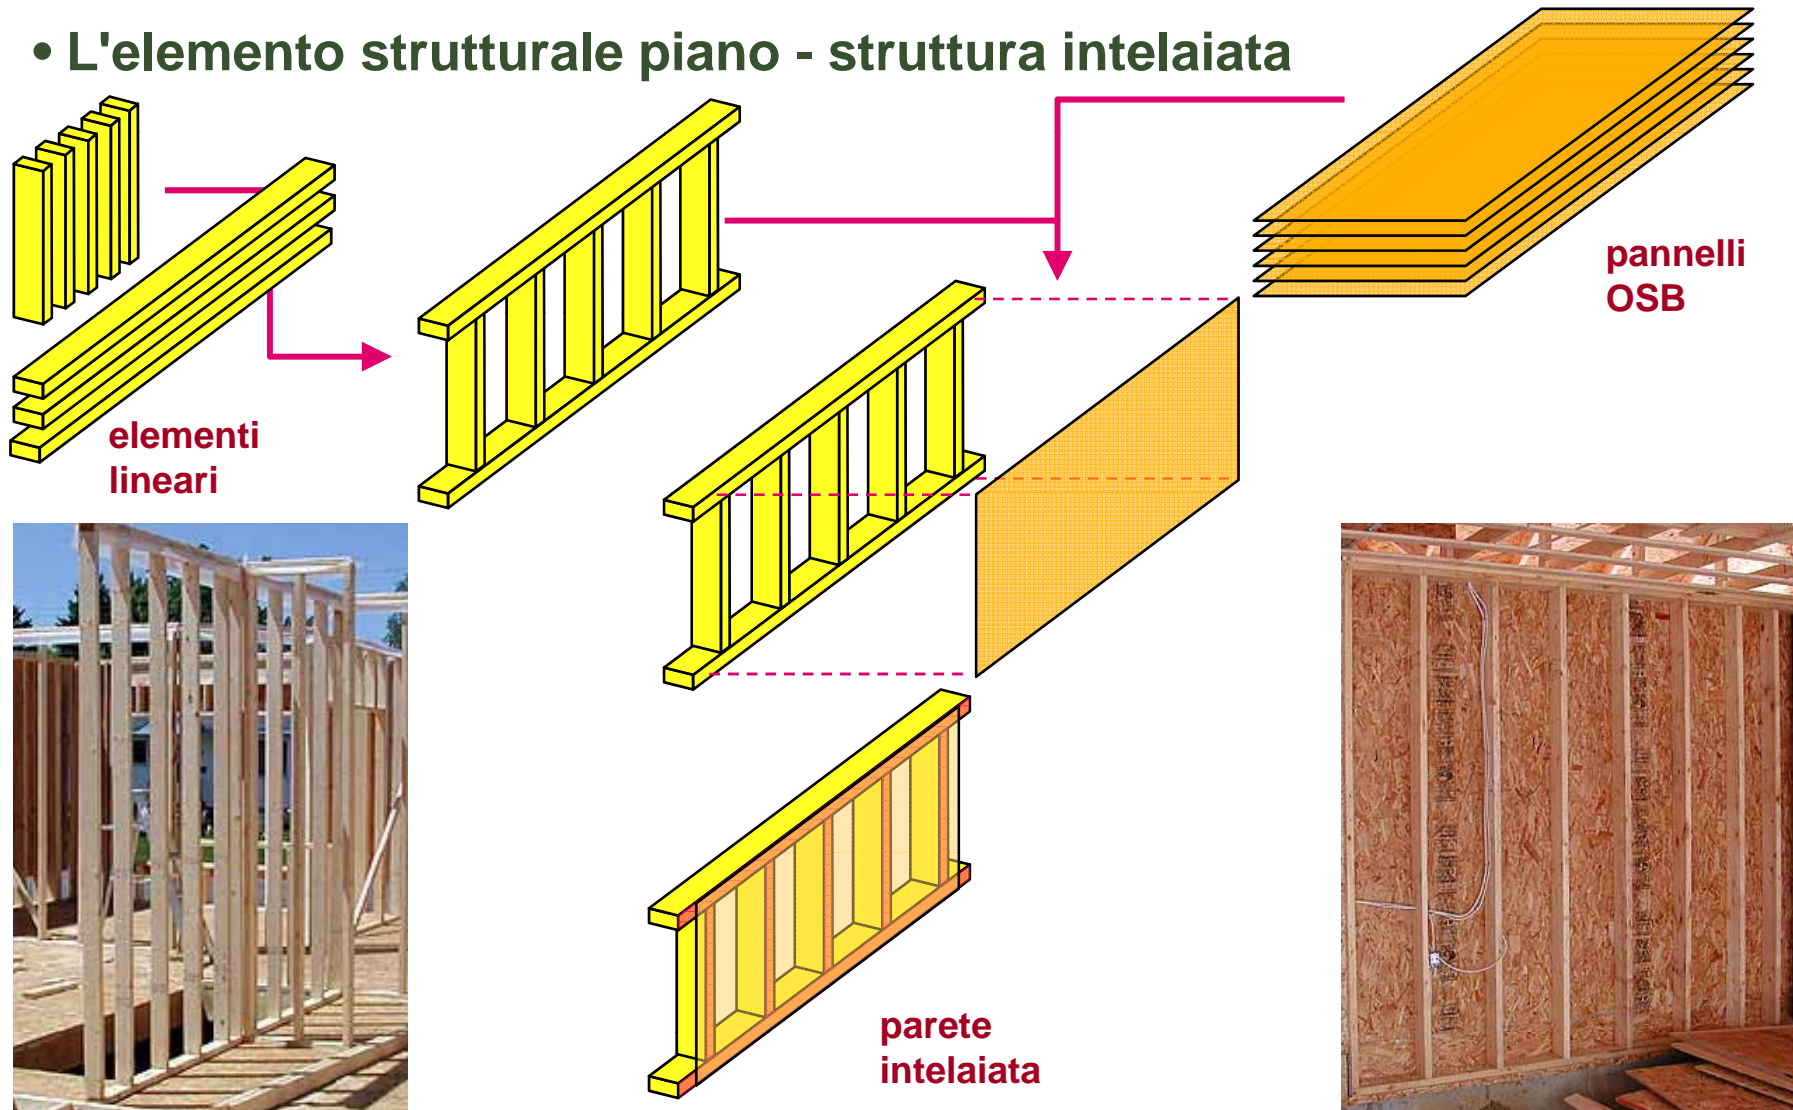 • L'elemento strutturale piano - struttura intelaiata
pannelli
OSB
elementi
lineari
parete
intelaiata